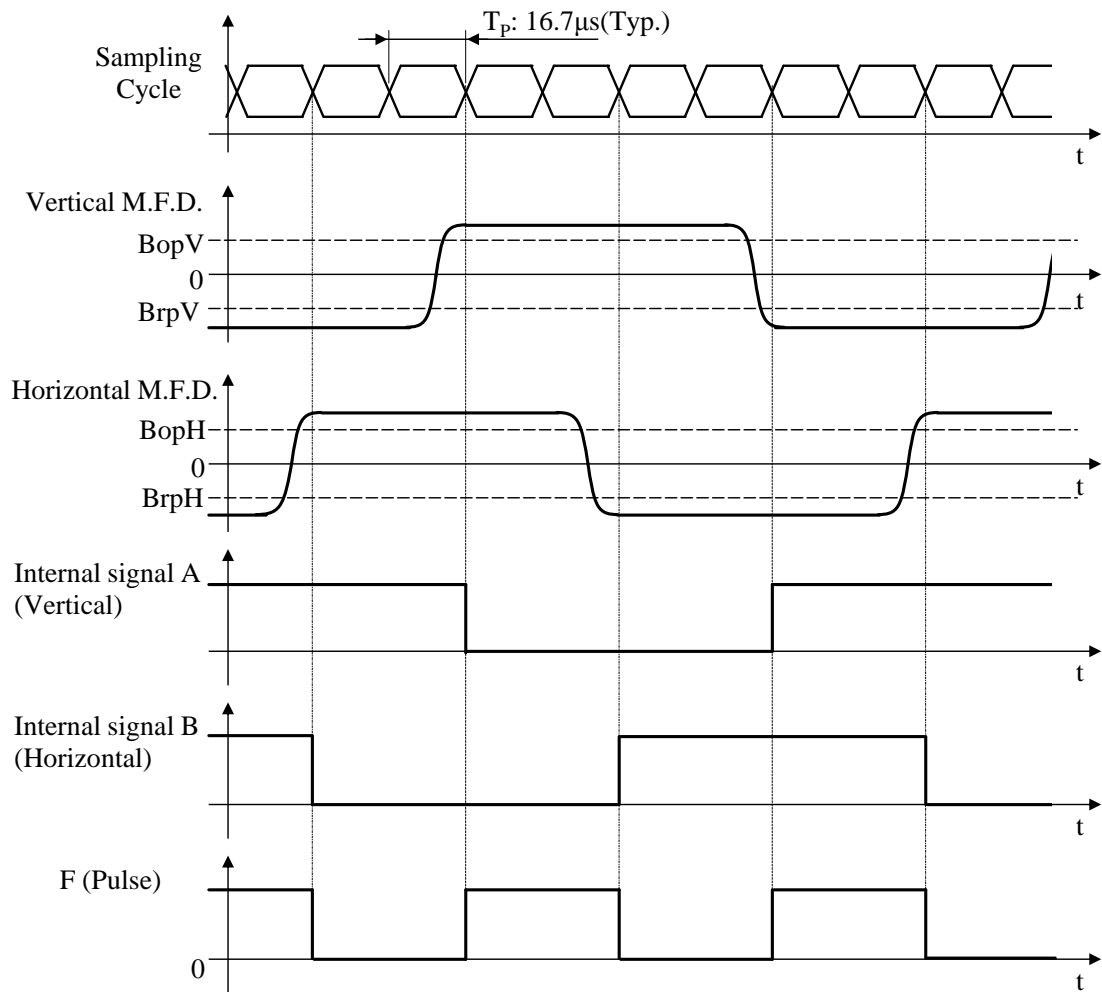 T_P: 16.7μs(Typ.)
Sampling
Cycle
t
Vertical M.F.D.
BopV
0
BrpV
t
Horizontal M.F.D.
BopH
0
BrpH
t
Internal signal A
(Vertical)
t
Internal signal B
(Horizontal)
t
F (Pulse)
0
t